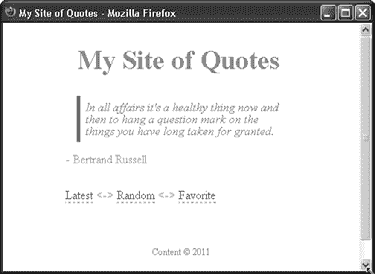 My Site of Quotes - Mozilla Firefox
My Site of Quotes
In all affairs it's a healthy thing now and
then to hang a question mark on the
things you have long taken for granted.
- Bertrand Russell
Latest <-> Random <-> Favorite
Content © 2011